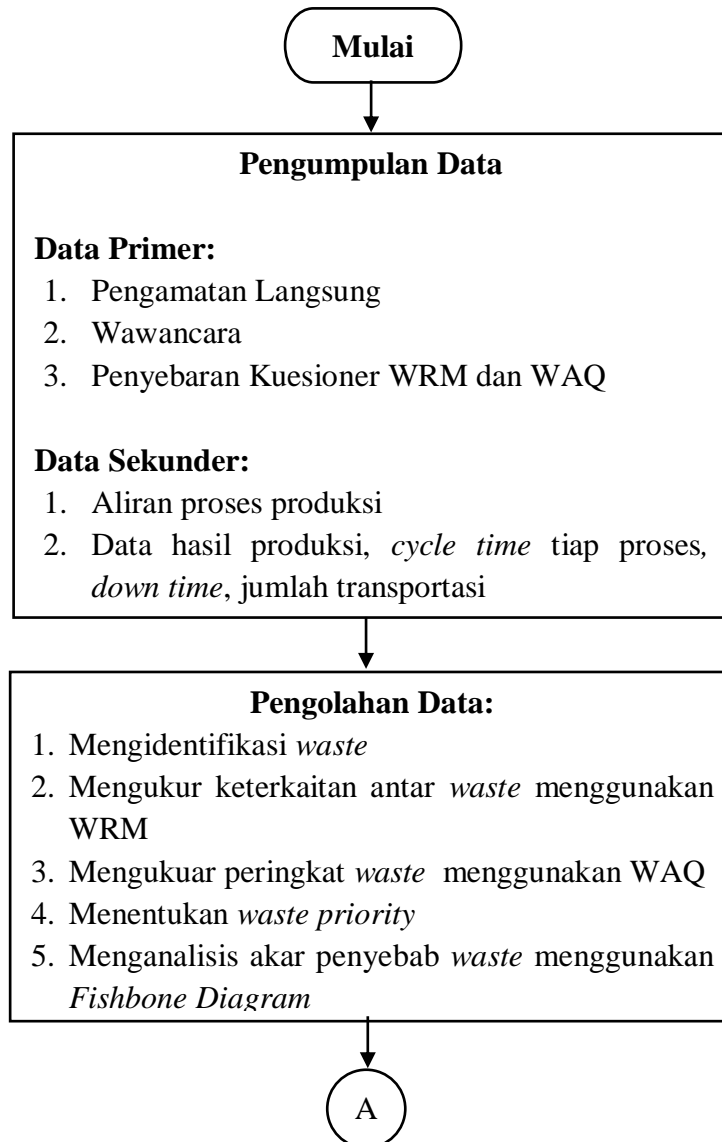 Mulai
Pengumpulan Data
Data Primer:
1. Pengamatan Langsung
2. Wawancara
3. Penyebaran Kuesioner WRM dan WAQ
Data Sekunder:
1. Aliran proses produksi
2. Data hasil produksi, cycle time tiap proses,
down time, jumlah transportasi
Pengolahan Data:
1. Mengidentifikasi waste
2. Mengukur keterkaitan antar waste menggunakan
WRM
3. Mengukuar peringkat waste menggunakan WAQ
4. Menentukan waste priority
5. Menganalisis akar penyebab waste menggunakan
Fishbone Diagram
A